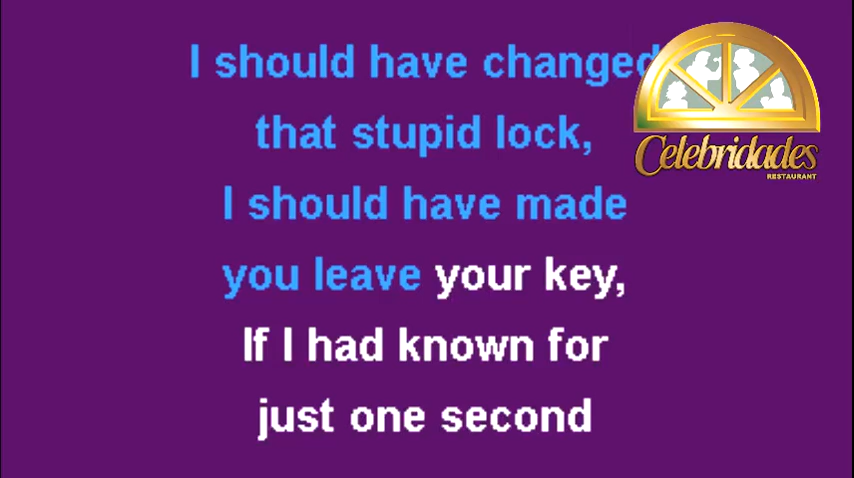 I should have changed
that stupid lock,
I should have made
you leave your key,
If I had known for
just one second
Celebridades
RESTAURANT